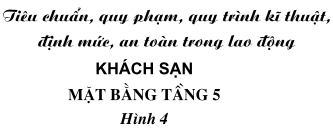 Tiêu chuẩn, quy phạm, quy trình kĩ thuật,
định mức, an toàn trong lao động
KHÁCH SẠN
MẶT BẰNG TẦNG 5
Hình 4